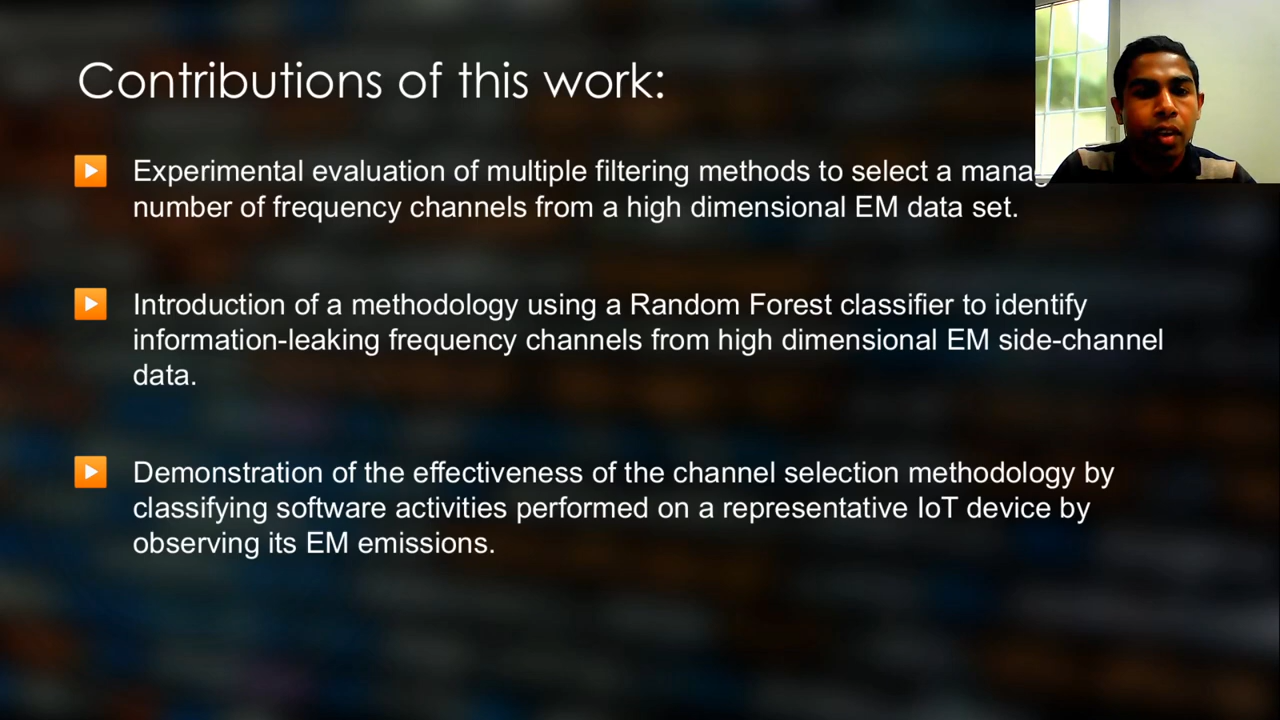 Contributions of this work:
Experimental evaluation of multiple filtering methods to select a
number of frequency channels from a high dimensional EM data set.
Introduction of a methodology using a Random Forest classifier to identify
information-leaking frequency channels from high dimensional EM side-channel
data.
Demonstration of the effectiveness of the channel selection methodology by
classifying software activities performed on a representative IoT device by
observing its EM emissions.